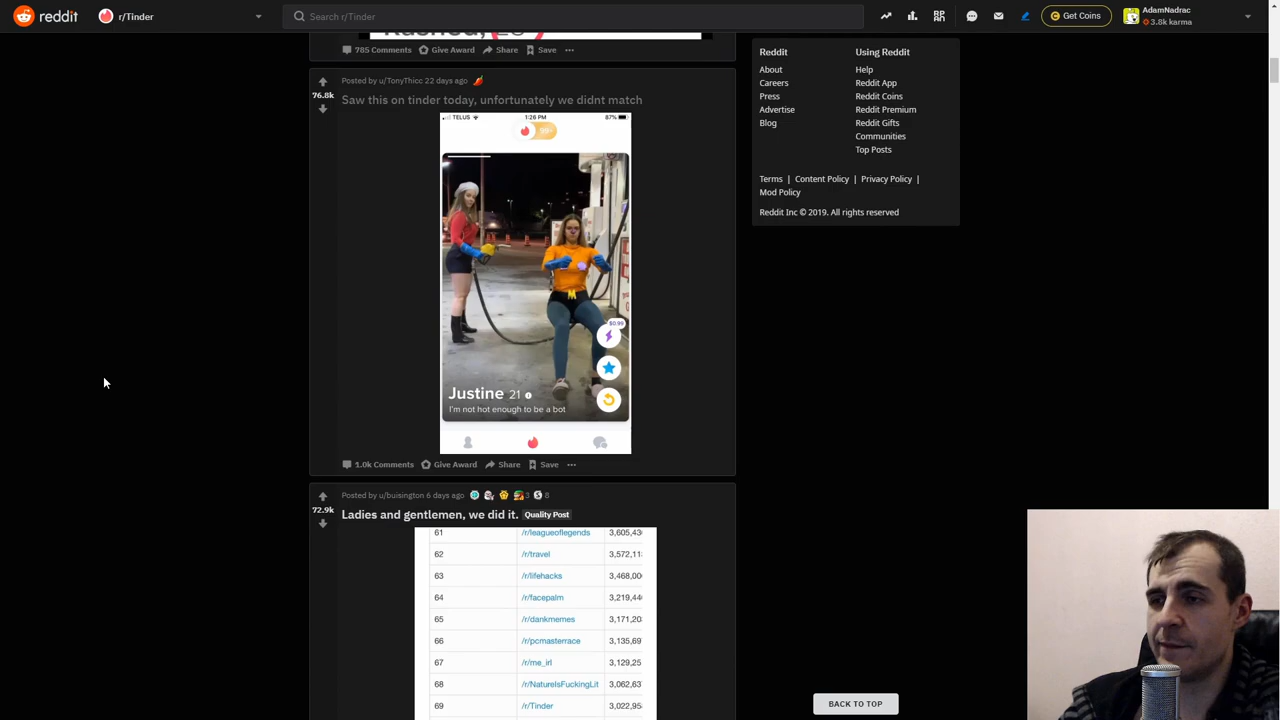 reddit
r/Tinder
Search r/Tinder
Get Coins
AdamNadrac
3.8k karma
785 Comments
Give Award
Share
Save
Posted by u/TonyThicc 22 days ago
76.8k
Saw this on tinder today, unfortunately we didnt match
TELUS
1:26 PM
87%
99+
$0.99
Justine 21
I'm not hot enough to be a bot
1.0k Comments
Give Award
Share
Save
Posted by u/buisington 6 days ago
3
8
72.9k
Ladies and gentlemen, we did it.
Quality Post
61 /r/leagueoflegends
62 /r/travel
63 /r/lifehacks
64 /r/facepalm
65 /r/dankmemes
66 /r/pcmasterrace
67 /r/me_irl
68 /r/NatureIsFuckingLit
69 /r/Tinder
Reddit
About
Careers
Press
Advertise
Blog
Using Reddit
Help
Reddit App
Reddit Coins
Reddit Premium
Reddit Gifts
Communities
Top Posts
Terms | Content Policy | Privacy Policy |
Mod Policy
Reddit Inc © 2019. All rights reserved
BACK TO TOP